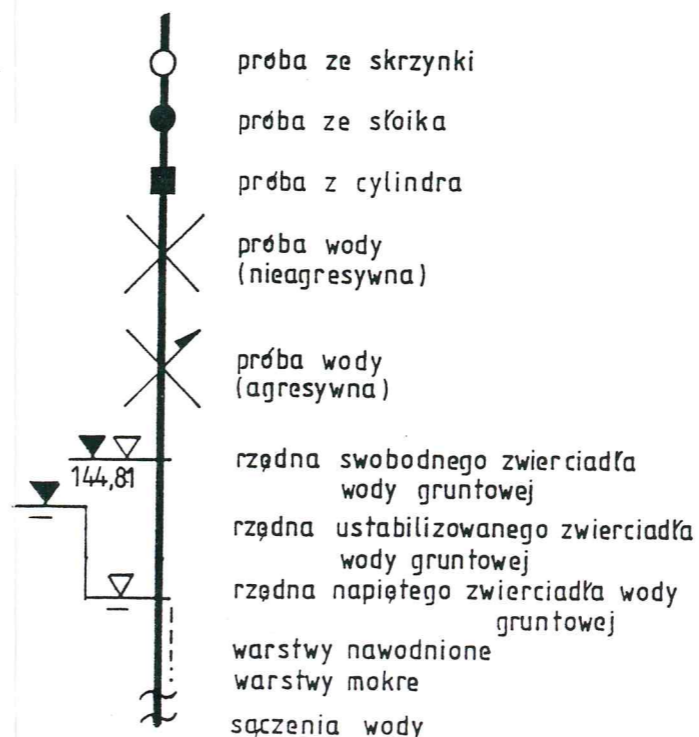 próba ze skrzynki
próba ze słoika
próba z cylindra
próba wody
(nieagresywna)
próba wody
(agresywna)
rzędna swobodnego zwierciadła
wody gruntowej
144,81
rzędna ustabilizowanego zwierciadła
wody gruntowej
rzędna napiętego zwierciadła wody
gruntowej
warstwy nawodnione
warstwy mokre
sączenia wody